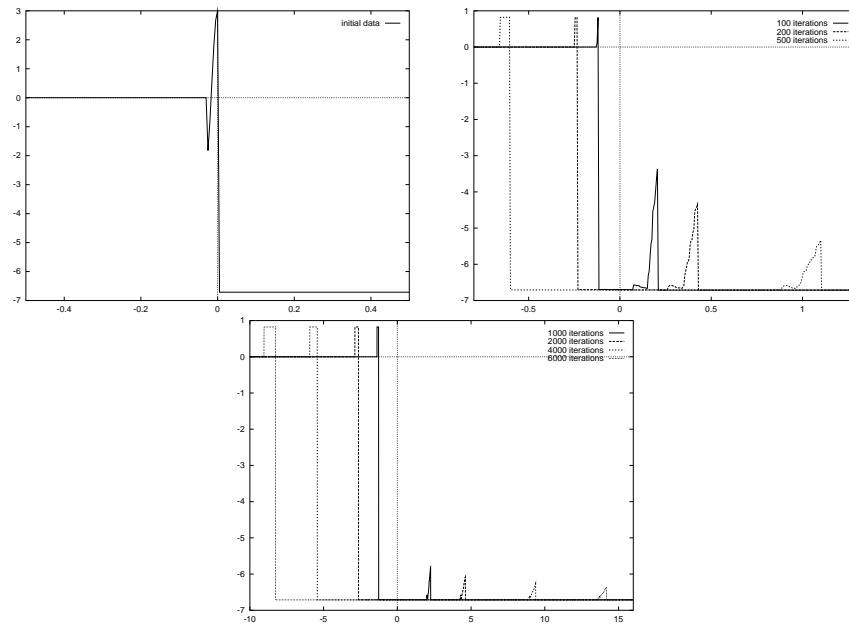 3
2
1
0
-1
-2
-3
-4
-5
-6
-7
-0.4 -0.2 0 0.2 0.4
initial data
1
0
-1
-2
-3
-4
-5
-6
-7
-0.5 0 0.5 1
100 iterations
200 iterations
500 iterations
1
0
-1
-2
-3
-4
-5
-6
-7
-10 -5 0 5 10 15
1000 iterations
2000 iterations
4000 iterations
6000 iterations